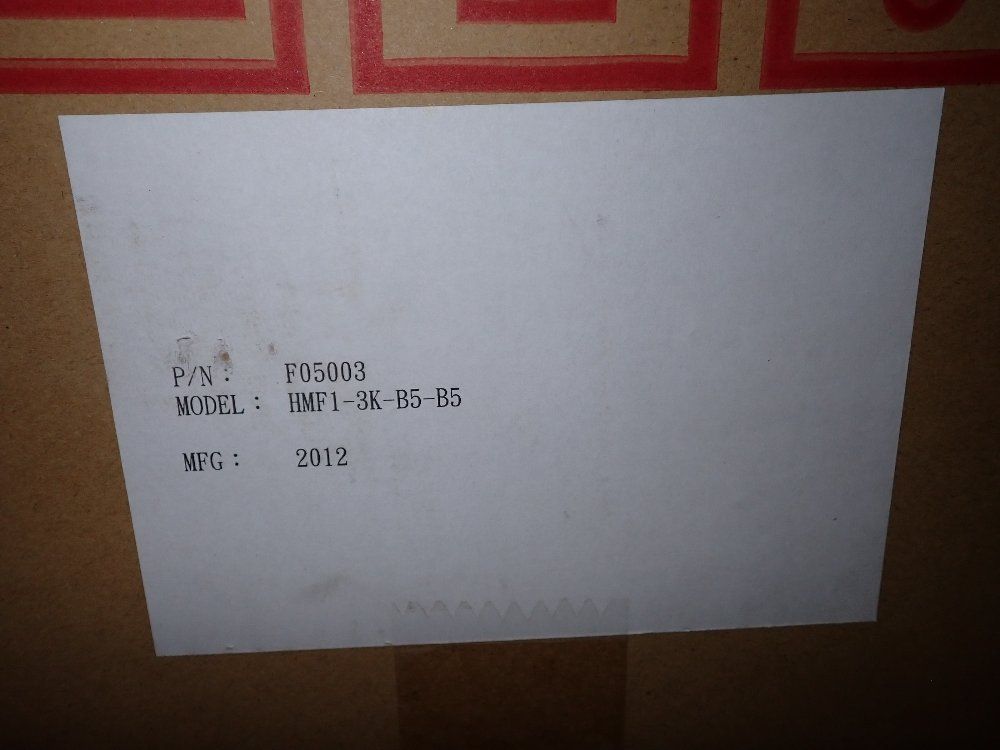 P/N： F05003
MODEL： HMF1-3K-B5-B5
MFG： 2012